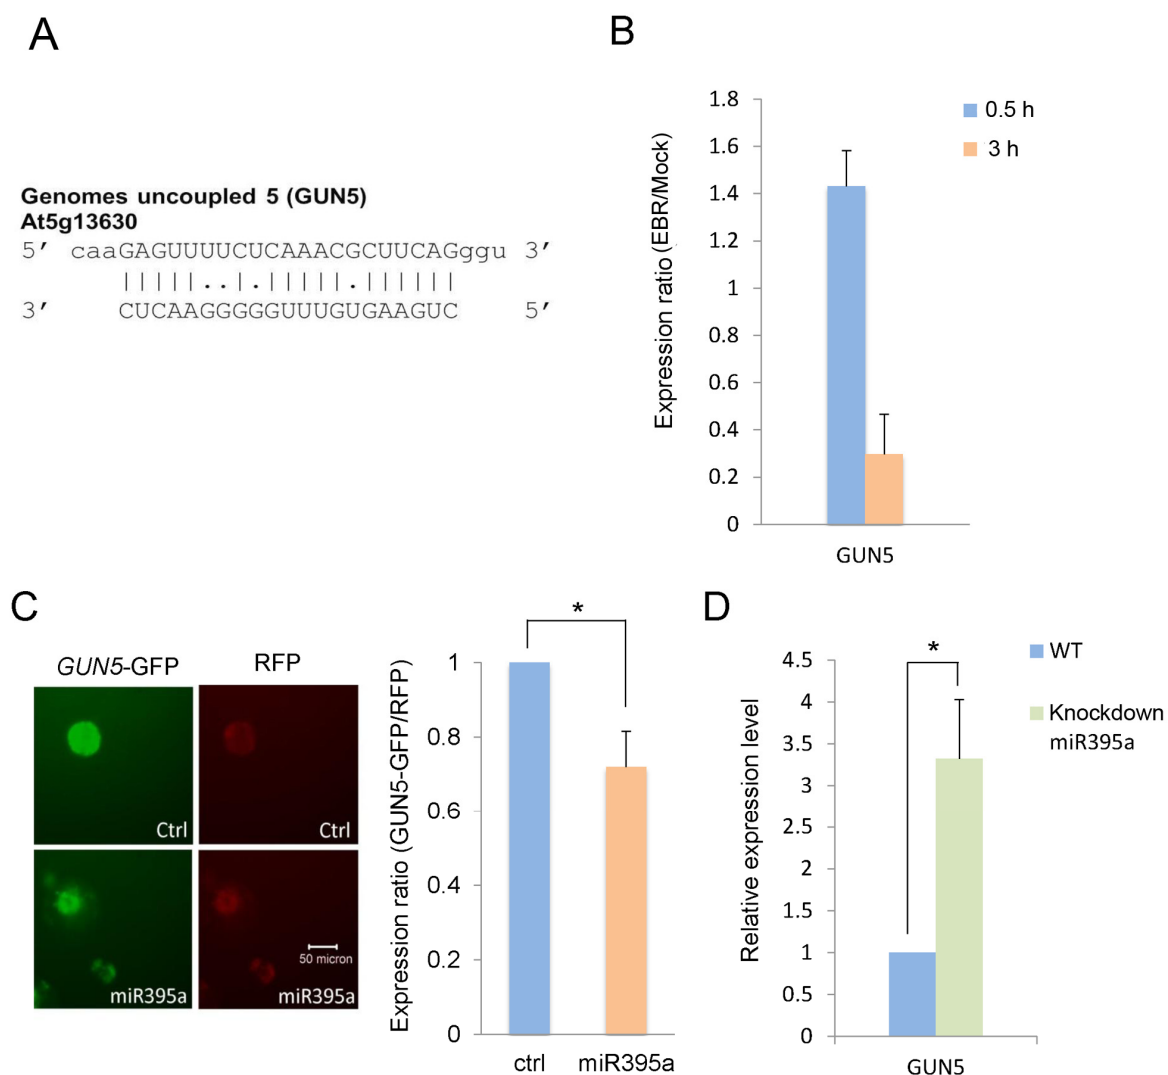 A
Genomes uncoupled 5 (GUN5)
At5g13630
5′ caaGAGUUUUUCUCAAACGCUUCAGggu 3′
|||||..|.|||||.||||||
3′ CUCAAGGGGGUUUGUGAAGUC 5′
B
Expression ratio (EBR/Mock)
1.8
1.6
1.4
1.2
1
0.8
0.6
0.4
0.2
0
GUN5
0.5 h
3 h
C
GUN5-GFP
RFP
Ctrl
Ctrl
miR395a
50 micron
miR395a
Expression ratio (GUN5-GFP/RFP)
*
1
0.8
0.6
0.4
0.2
0
ctrl
miR395a
D
Relative expression level
*
4.5
4
3.5
3
2.5
2
1.5
1
0.5
0
GUN5
WT
Knockdown
miR395a